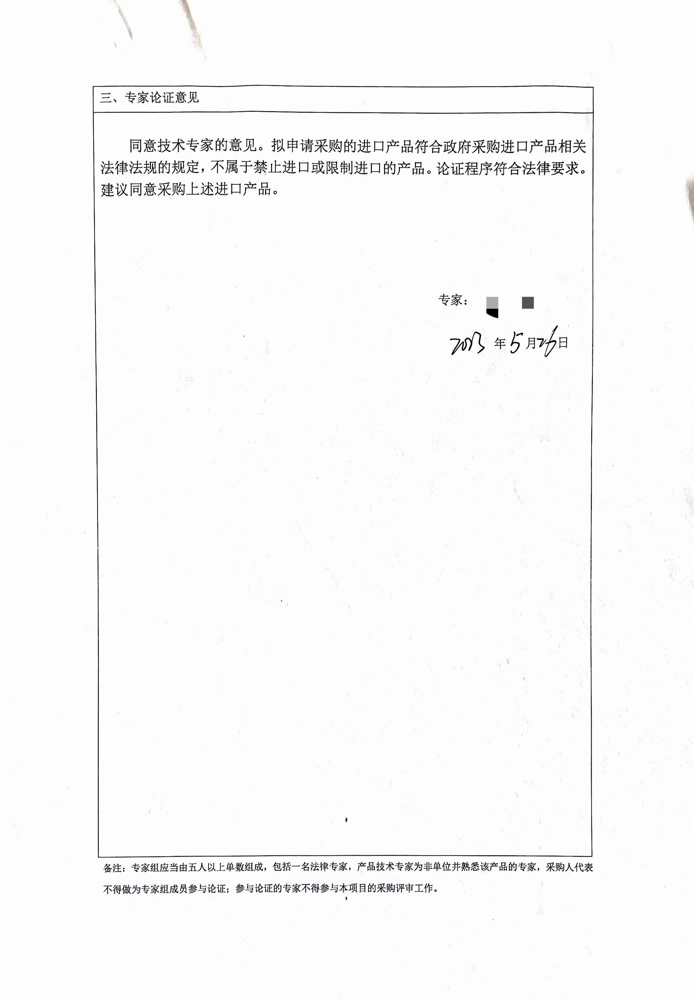 三、专家论证意见
同意技术专家的意见。拟申请采购的进口产品符合政府采购进口产品相关
法律法规的规定，不属于禁止进口或限制进口的产品。论证程序符合法律要求。
建议同意采购上述进口产品。
专家：
年5月26日
备注：专家组应当由五人以上单数组成，包括一名法律专家，产品技术专家为非单位并熟悉该产品的专家，采购人代表
不得做为专家组成员参与论证；参与论证的专家不得参与本项目的采购评审工作。